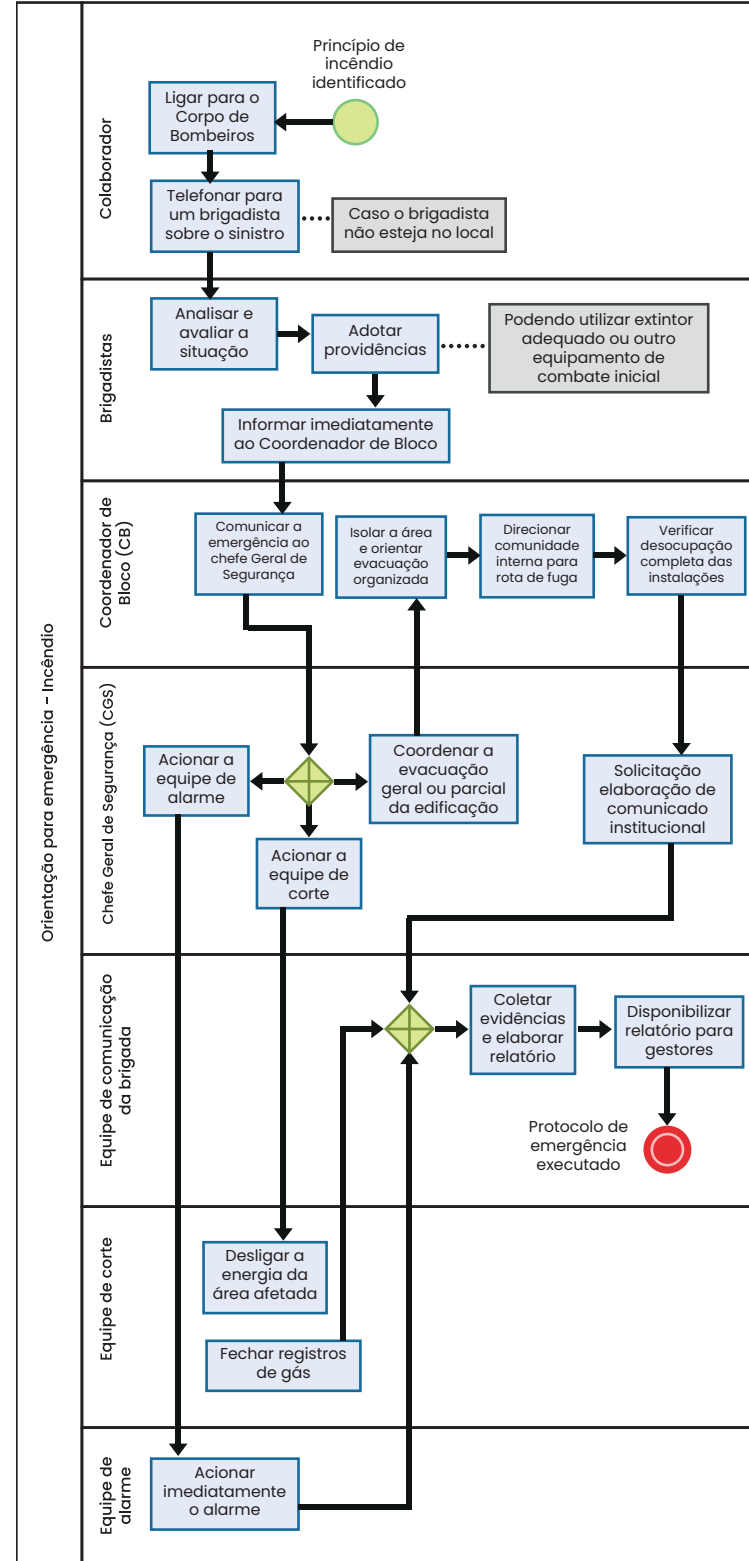 Orientação para emergência - Incêndio
Colaborador
Princípio de
incêndio
identificado
Ligar para o
Corpo de
Bombeiros
Telefonar para
um brigadista
sobre o sinistro
Caso o brigadista
não esteja no local
Brigadistas
Analisar e
avaliar a
situação
Adotar
providências
Podendo utilizar extintor
adequado ou outro
equipamento de
combate inicial
Informar imediatamente
ao Coordenador de Bloco
Coordenador de
Bloco (CB)
Comunicar a
emergência ao
chefe Geral de
Segurança
Isolar a área
e orientar
evacuação
organizada
Direcionar
comunidade
interna para
rota de fuga
Verificar
desocupação
completa das
instalações
Chefe Geral de Segurança (CGS)
Acionar a
equipe de
alarme
Coordenar a
evacuação
geral ou parcial
da edificação
Solicitação
elaboração de
comunicado
institucional
Acionar a
equipe de
corte
Equipe de comunicação
da brigada
Coletar
evidências
e elaborar
relatório
Disponibilizar
relatório para
gestores
Protocolo de
emergência
executado
Equipe de corte
Desligar a
energia da
área afetada
Fechar registros
de gás
Equipe de
alarme
Acionar
imediatamente
o alarme